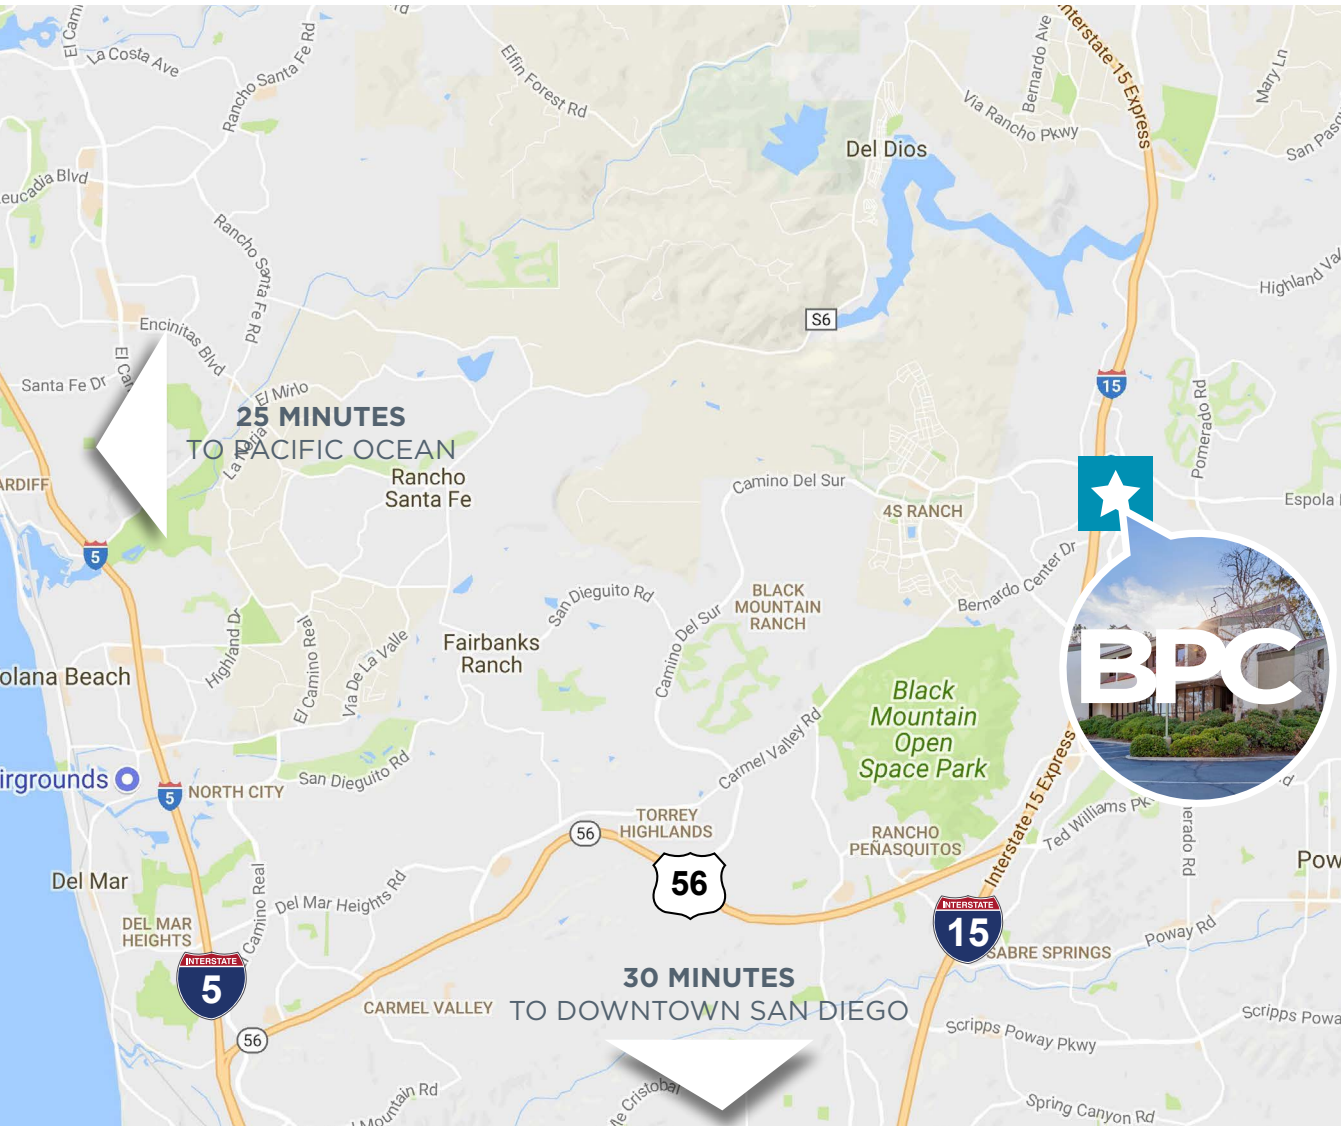 El Cami
La Costa Ave
Rancho Santa Fe Rd
Elfin Forest Rd
Interstate 15 Express
Bernardo Ave
Mary Ln
Via Rancho Pkwy
San Pasq
Del Dios
eucadia Blvd
Rancho Santa Fe Rd
Highland Va
Encinitas Blvd
S6
El Ca
Santa Fe Dr
El Mirlo
15
Pomerado Rd
25 MINUTES
TO PACIFIC OCEAN
La Noria
Rancho
Santa Fe
ARDIFF
Camino Del Sur
4S RANCH
Espola
5
Bernardo Center Dr
San Dieguito Rd
BLACK
MOUNTAIN
RANCH
Camino Del Sur
Highland Dr
El Camino Real
Via De La Valle
Fairbanks
Ranch
BPC
olana Beach
Black
Mountain
Open
Space Park
Carmel Valley Rd
Interstate 15 Express
irgrounds
5
NORTH CITY
San Dieguito Rd
d
Ted Williams Pk
erado Rd
TORREY
HIGHLANDS
56
RANCHO
PEÑASQUITOS
Pow
56
Del Mar
El Camino Real
Del Mar Heights Rd
DEL MAR
HEIGHTS
INTERSTATE
15
SABRE SPRINGS
Poway Rd
INTERSTATE
5
30 MINUTES
TO DOWNTOWN SAN DIEGO
CARMEL VALLEY
56
Scripps Poway Pkwy
Scripps Powa
Mountain Rd
e Cristobal
Spring Canyon Rd